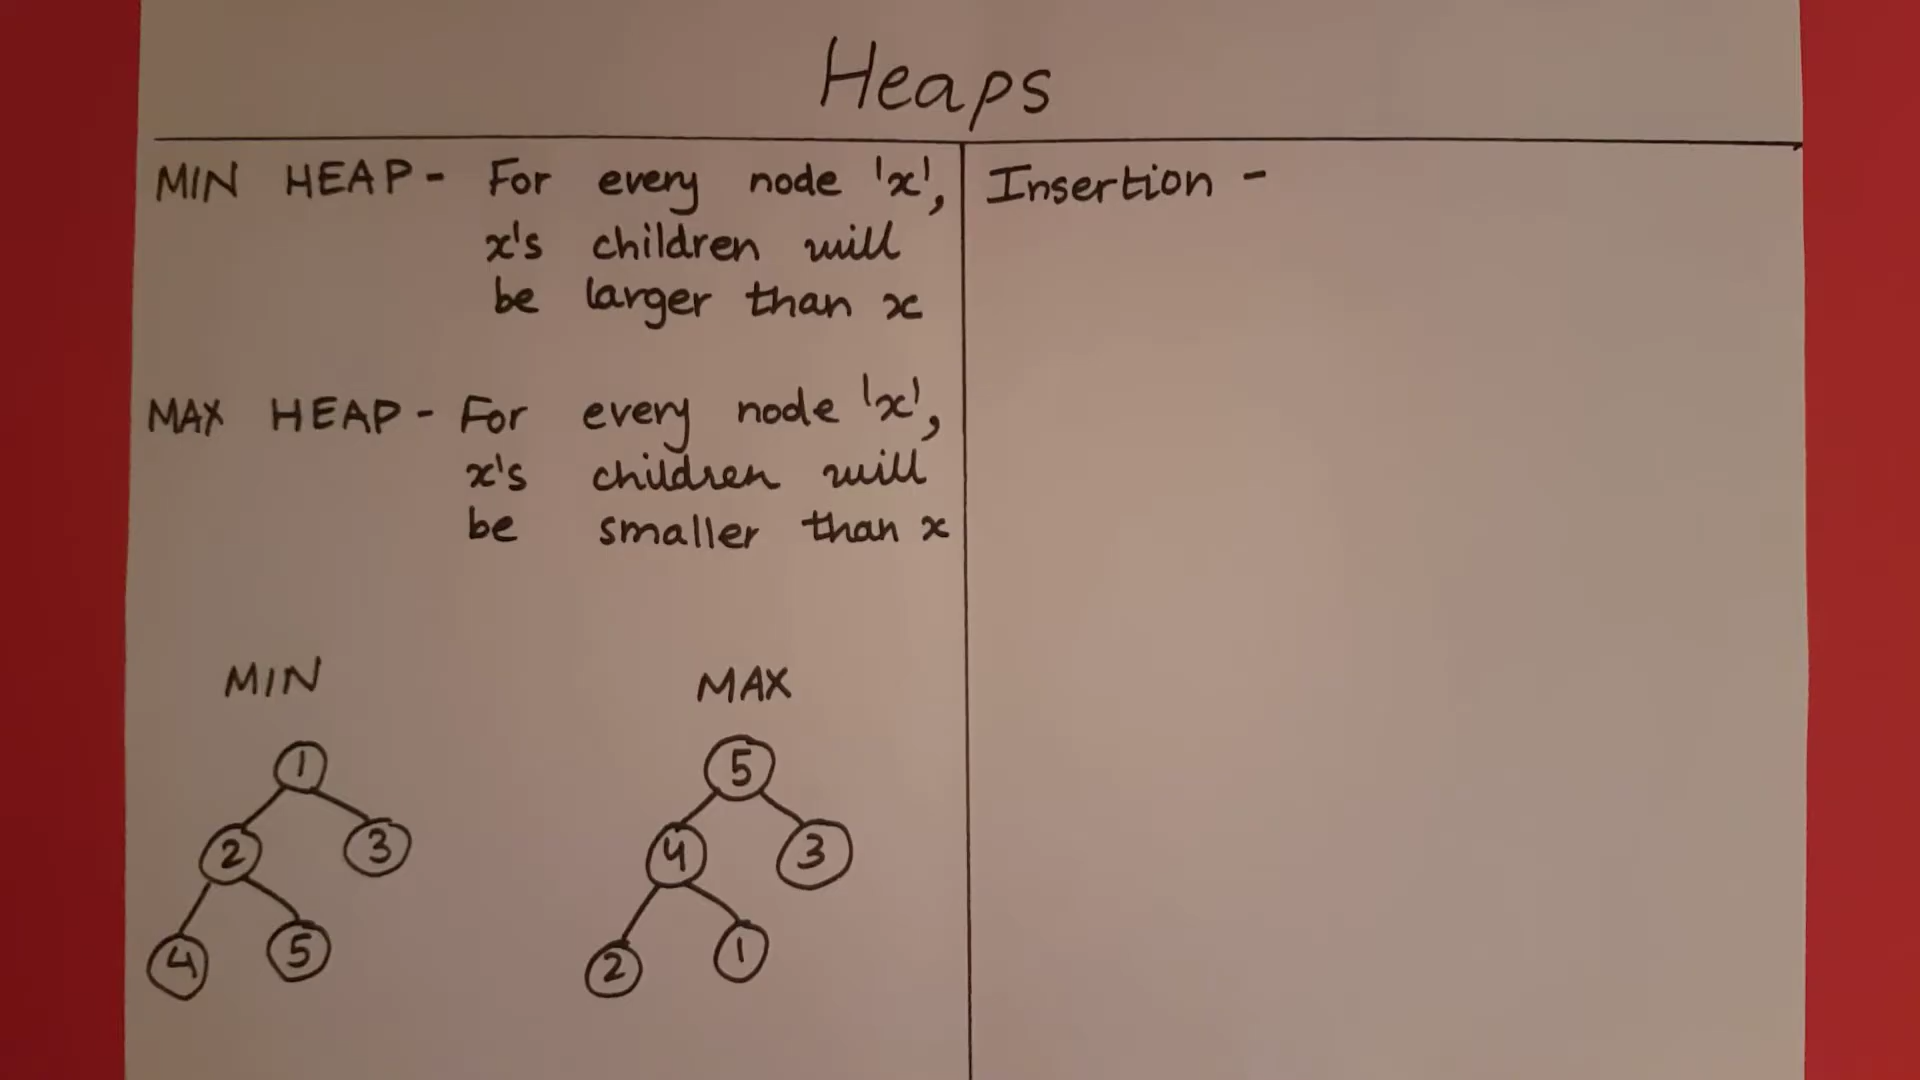 Heaps
MIN HEAP - For every node 'x',
x's children will
be larger than x
MAX HEAP - For every node 'x',
x's children will
be smaller than x
MIN
1
2 3
4 5
MAX
5
4 3
2 1
Insertion -